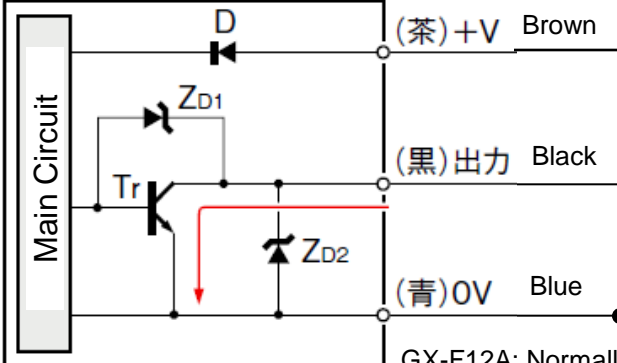 D
(茶)+V Brown
ZD1
Main Circuit
Tr
(黒)出力 Black
ZD2
(青)0V Blue
GX-F12A: Normall